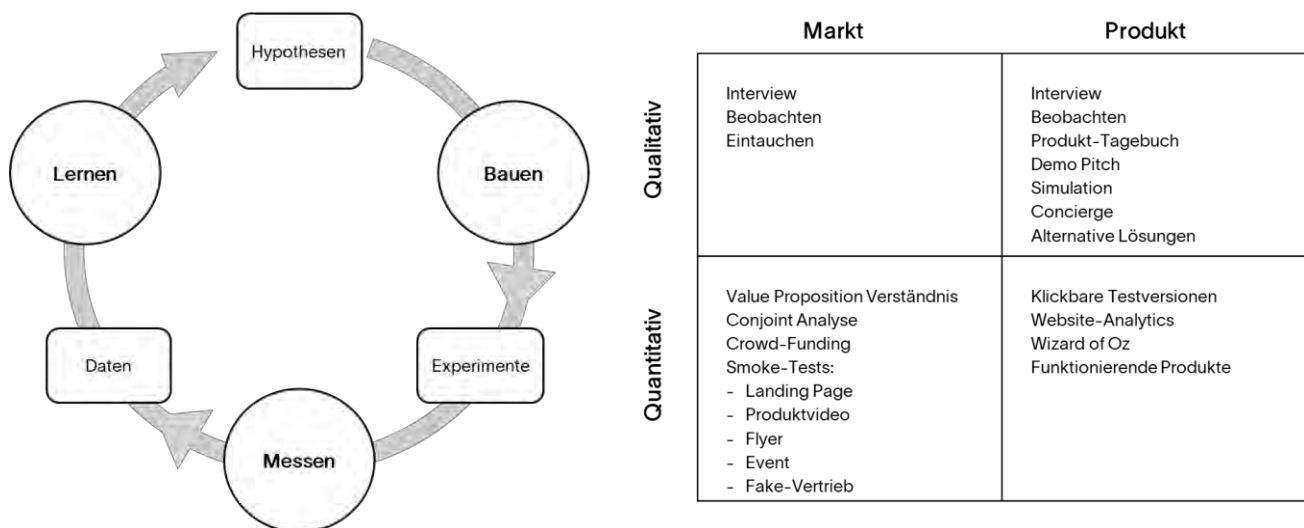 Hypothesen
Lernen
Bauen
Daten
Experimente
Messen
Markt
Produkt
Qualitativ
Interview
Beobachten
Eintauchen
Interview
Beobachten
Produkt-Tagebuch
Demo Pitch
Simulation
Concierge
Alternative Lösungen
Quantitativ
Value Proposition Verständnis
Conjoint Analyse
Crowd-Funding
Smoke-Tests:
- Landing Page
- Produktvideo
- Flyer
- Event
- Fake-Vertrieb
Klickbare Testversionen
Website-Analytics
Wizard of Oz
Funktionierende Produkte